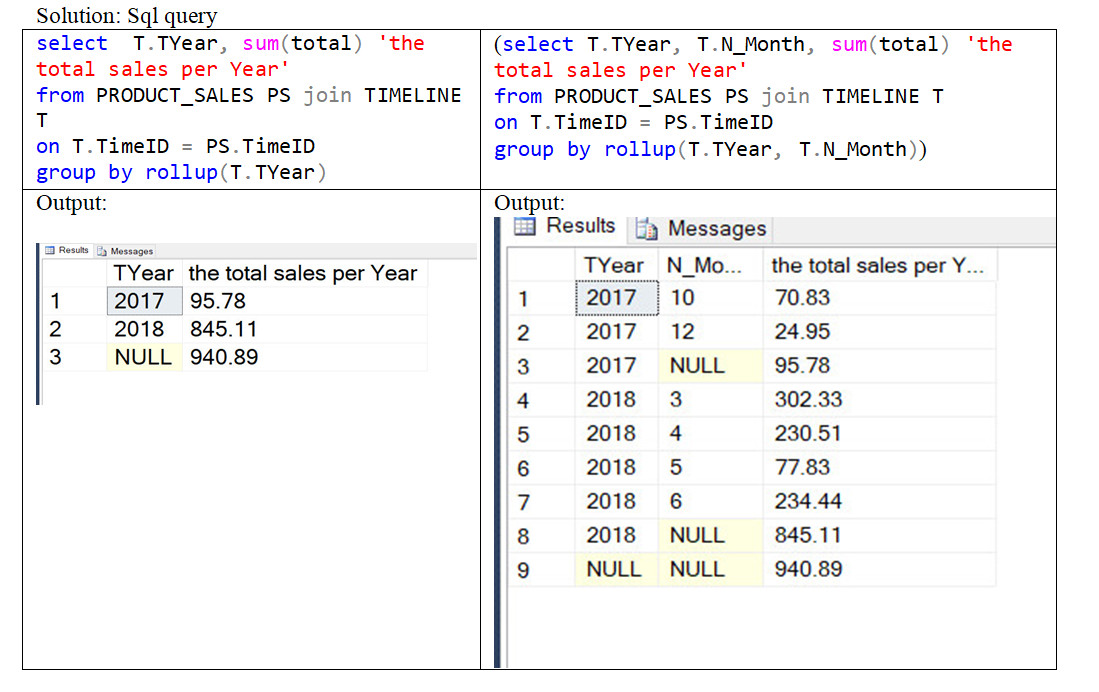 Solution: Sql query
select  T.TYear, sum(total) 'the
total sales per Year'
from PRODUCT_SALES PS join TIMELINE
T
on T.TimeID = PS.TimeID
group by rollup(T.TYear)
(select T.TYear, T.N_Month, sum(total) 'the
total sales per Year'
from PRODUCT_SALES PS join TIMELINE T
on T.TimeID = PS.TimeID
group by rollup(T.TYear, T.N_Month))
Output:
Results Messages
TYear the total sales per Year
1 2017 95.78
2 2018 845.11
3 NULL 940.89
Output:
Results Messages
TYear N_Mo... the total sales per Y...
1 2017 10 70.83
2 2017 12 24.95
3 2017 NULL 95.78
4 2018 3 302.33
5 2018 4 230.51
6 2018 5 77.83
7 2018 6 234.44
8 2018 NULL 845.11
9 NULL NULL 940.89